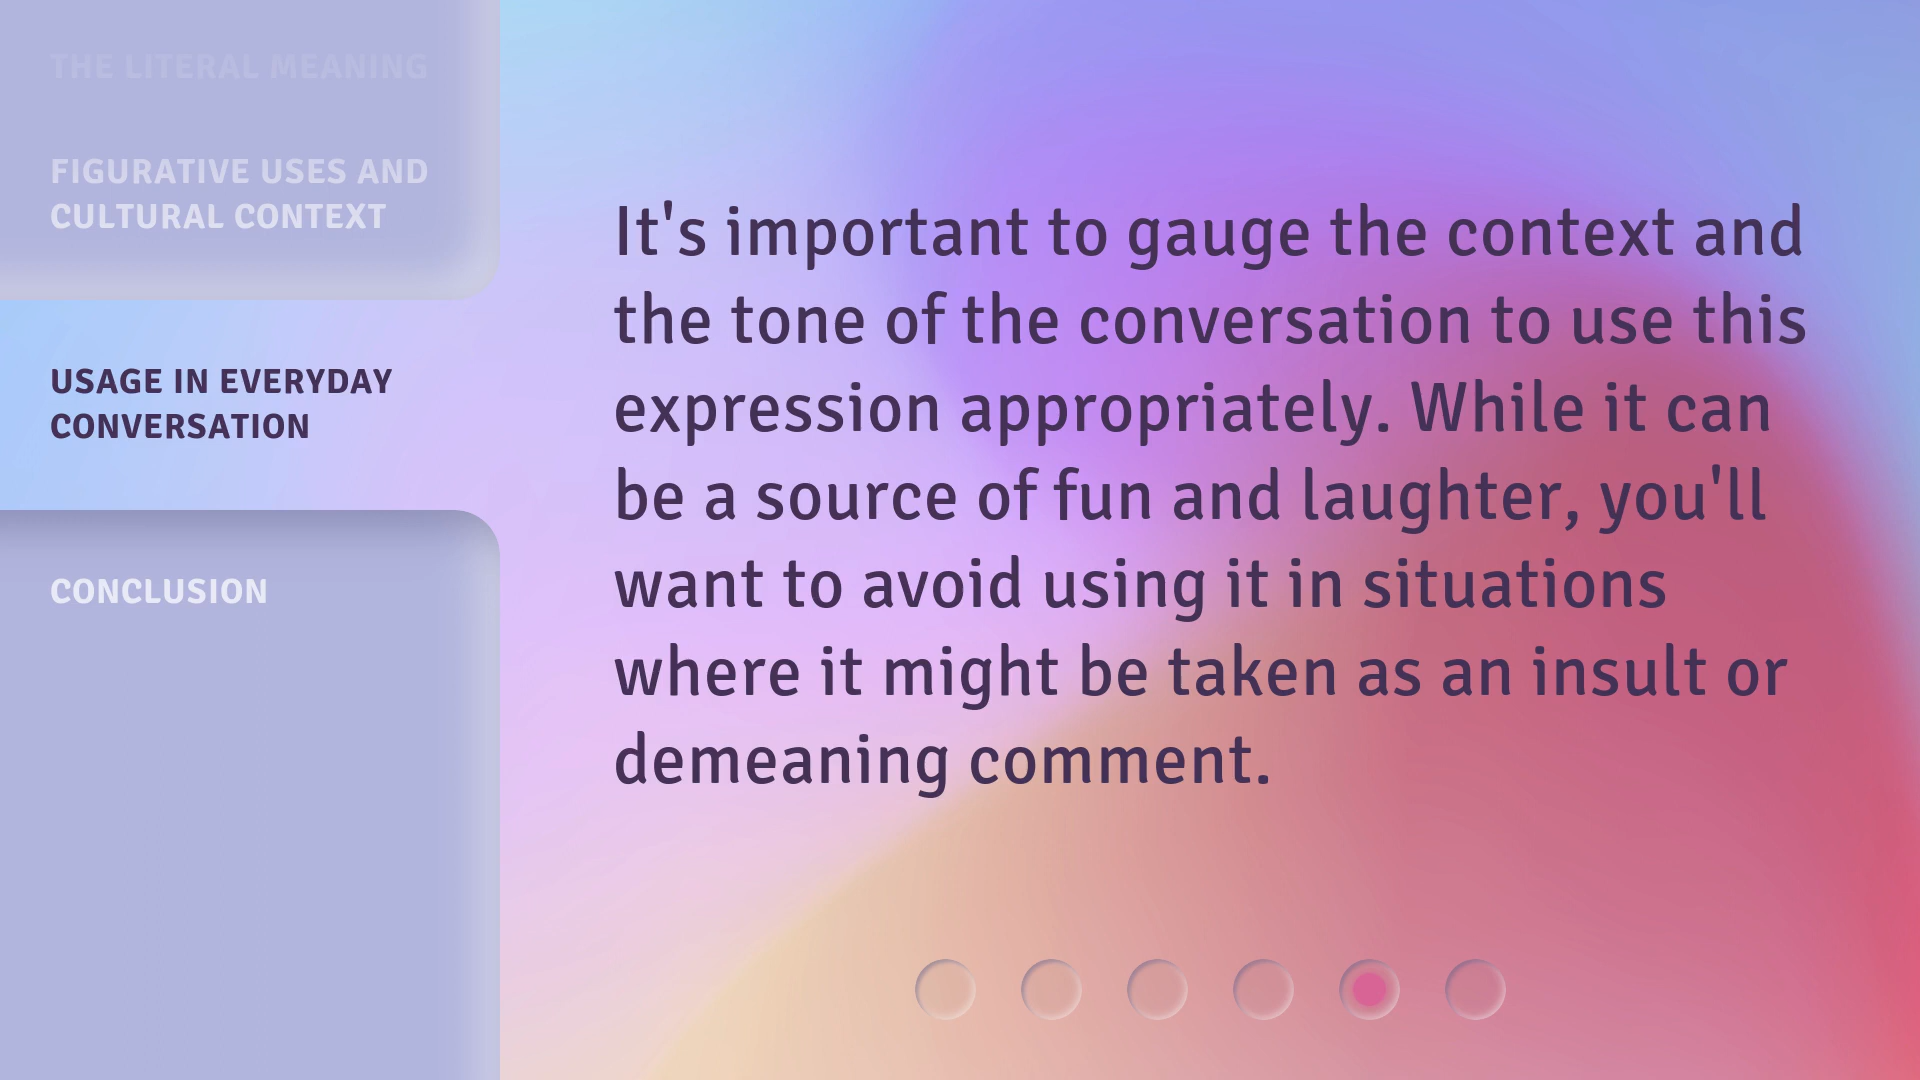 THE LITERAL MEANING
FIGURATIVE USES AND
CULTURAL CONTEXT
USAGE IN EVERYDAY
CONVERSATION
CONCLUSION
It's important to gauge the context and
the tone of the conversation to use this
expression appropriately. While it can
be a source of fun and laughter, you'll
want to avoid using it in situations
where it might be taken as an insult or
demeaning comment.